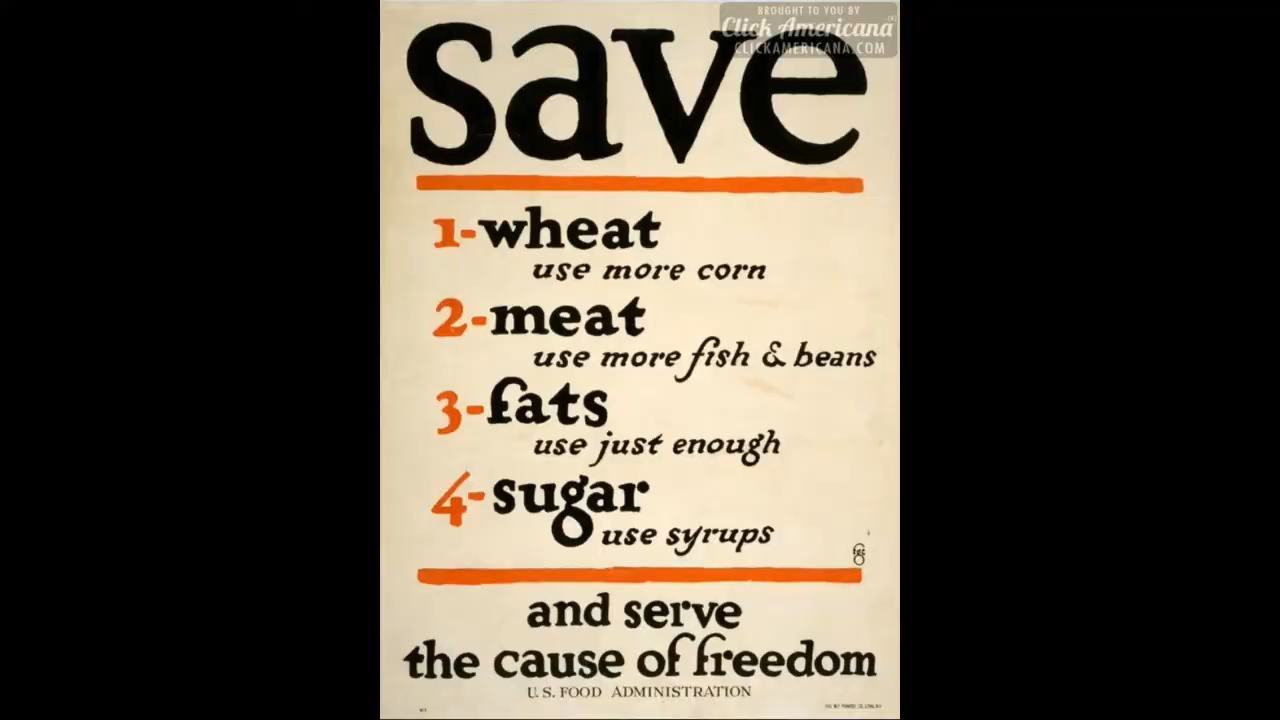 BROUGHT TO YOU BY
Click Americana
CLICKAMERICANA.COM
save
1-wheat
use more corn
2-meat
use more fish & beans
3-fats
use just enough
4-sugar
use syrups
and serve
the cause of freedom
U.S. FOOD ADMINISTRATION